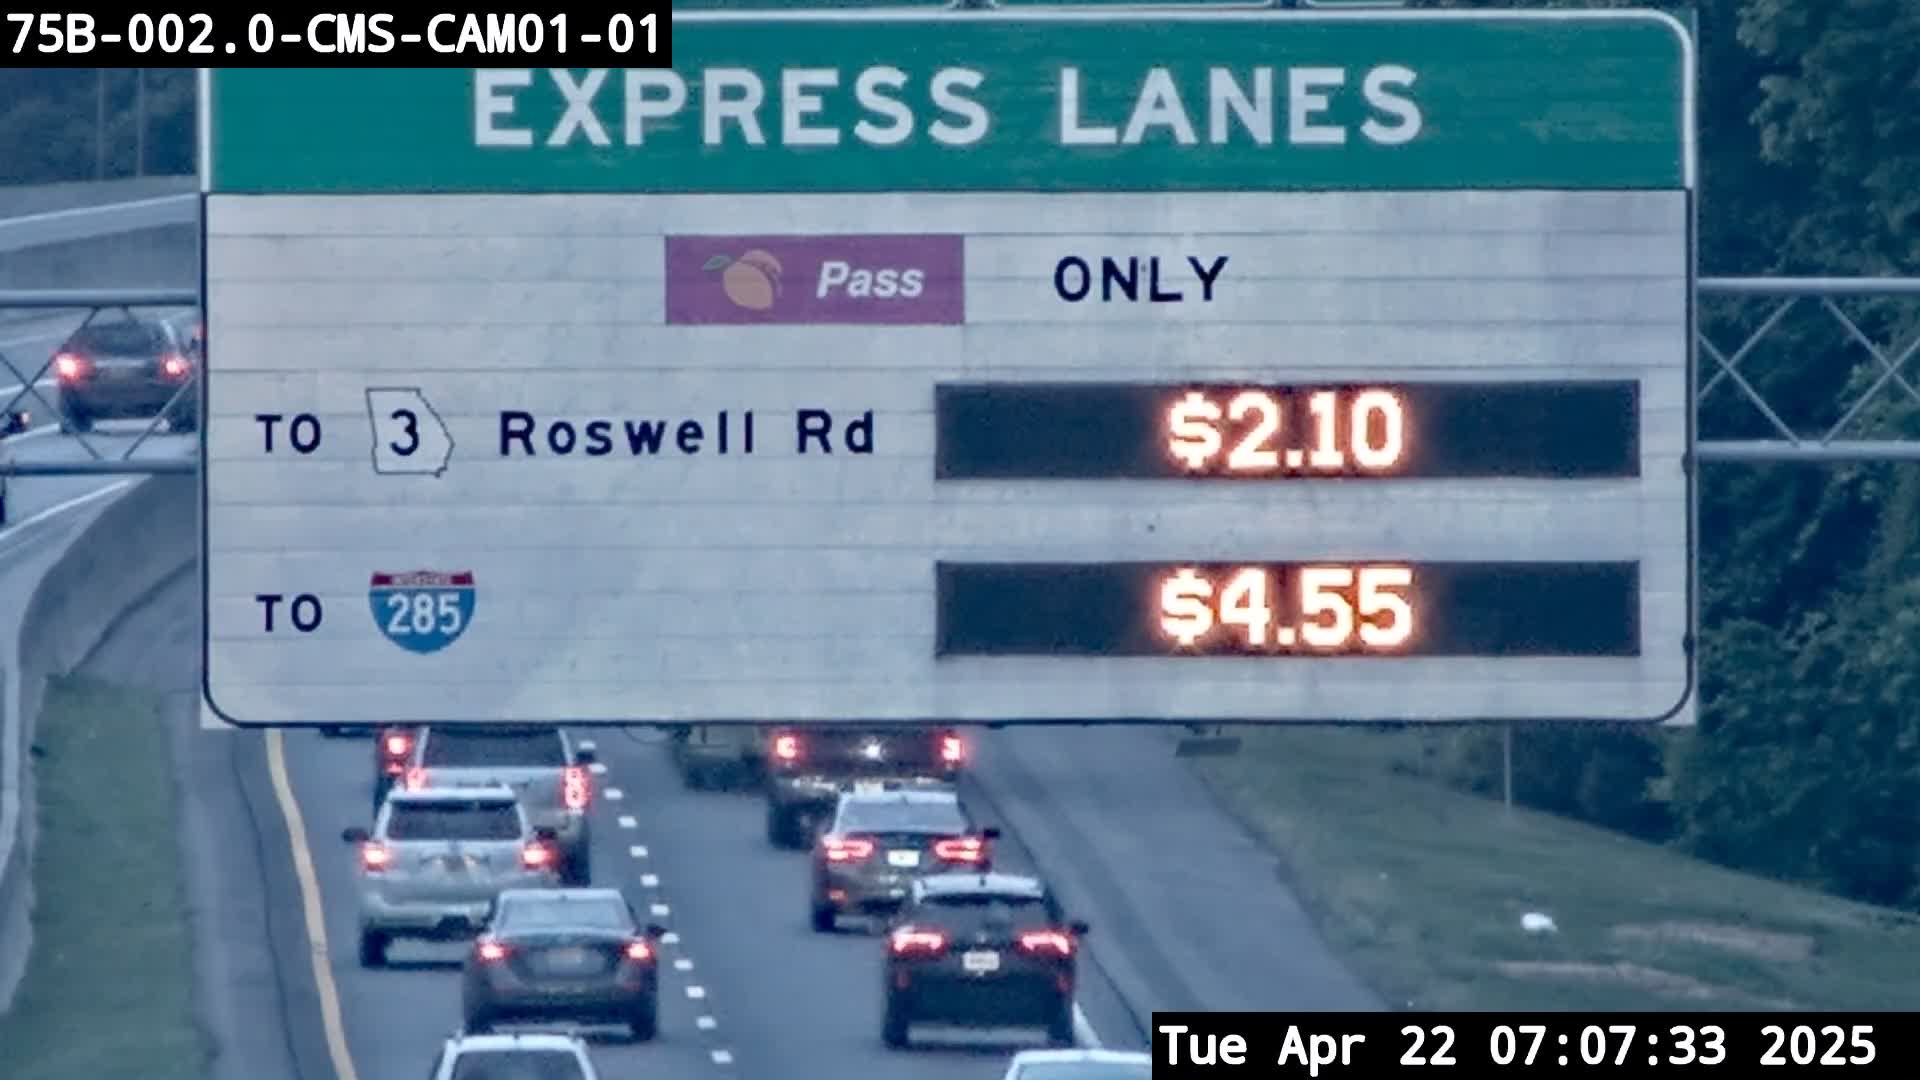 75B-002.0-CMS-CAM01-01
EXPRESS LANES
Pass ONLY
TO 3 Roswell Rd $2.10
TO 285 $4.55
Tue Apr 22 07:07:33 2025